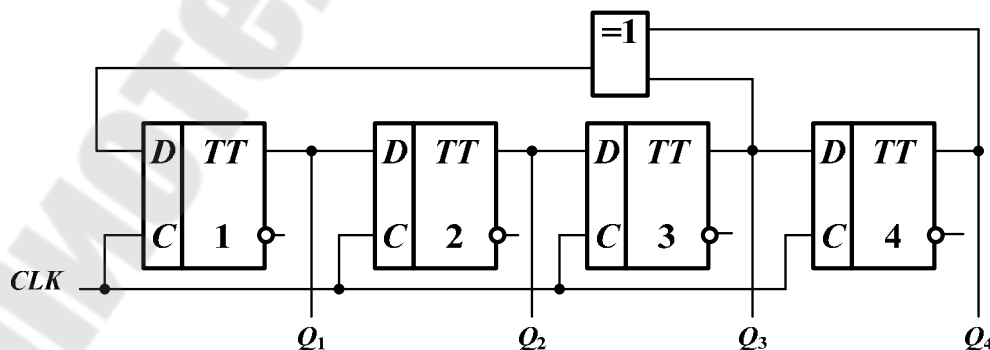 =1
D TT D TT D TT D TT
C 1 C 2 C 3 C 4
CLK
Q1 Q2 Q3 Q4